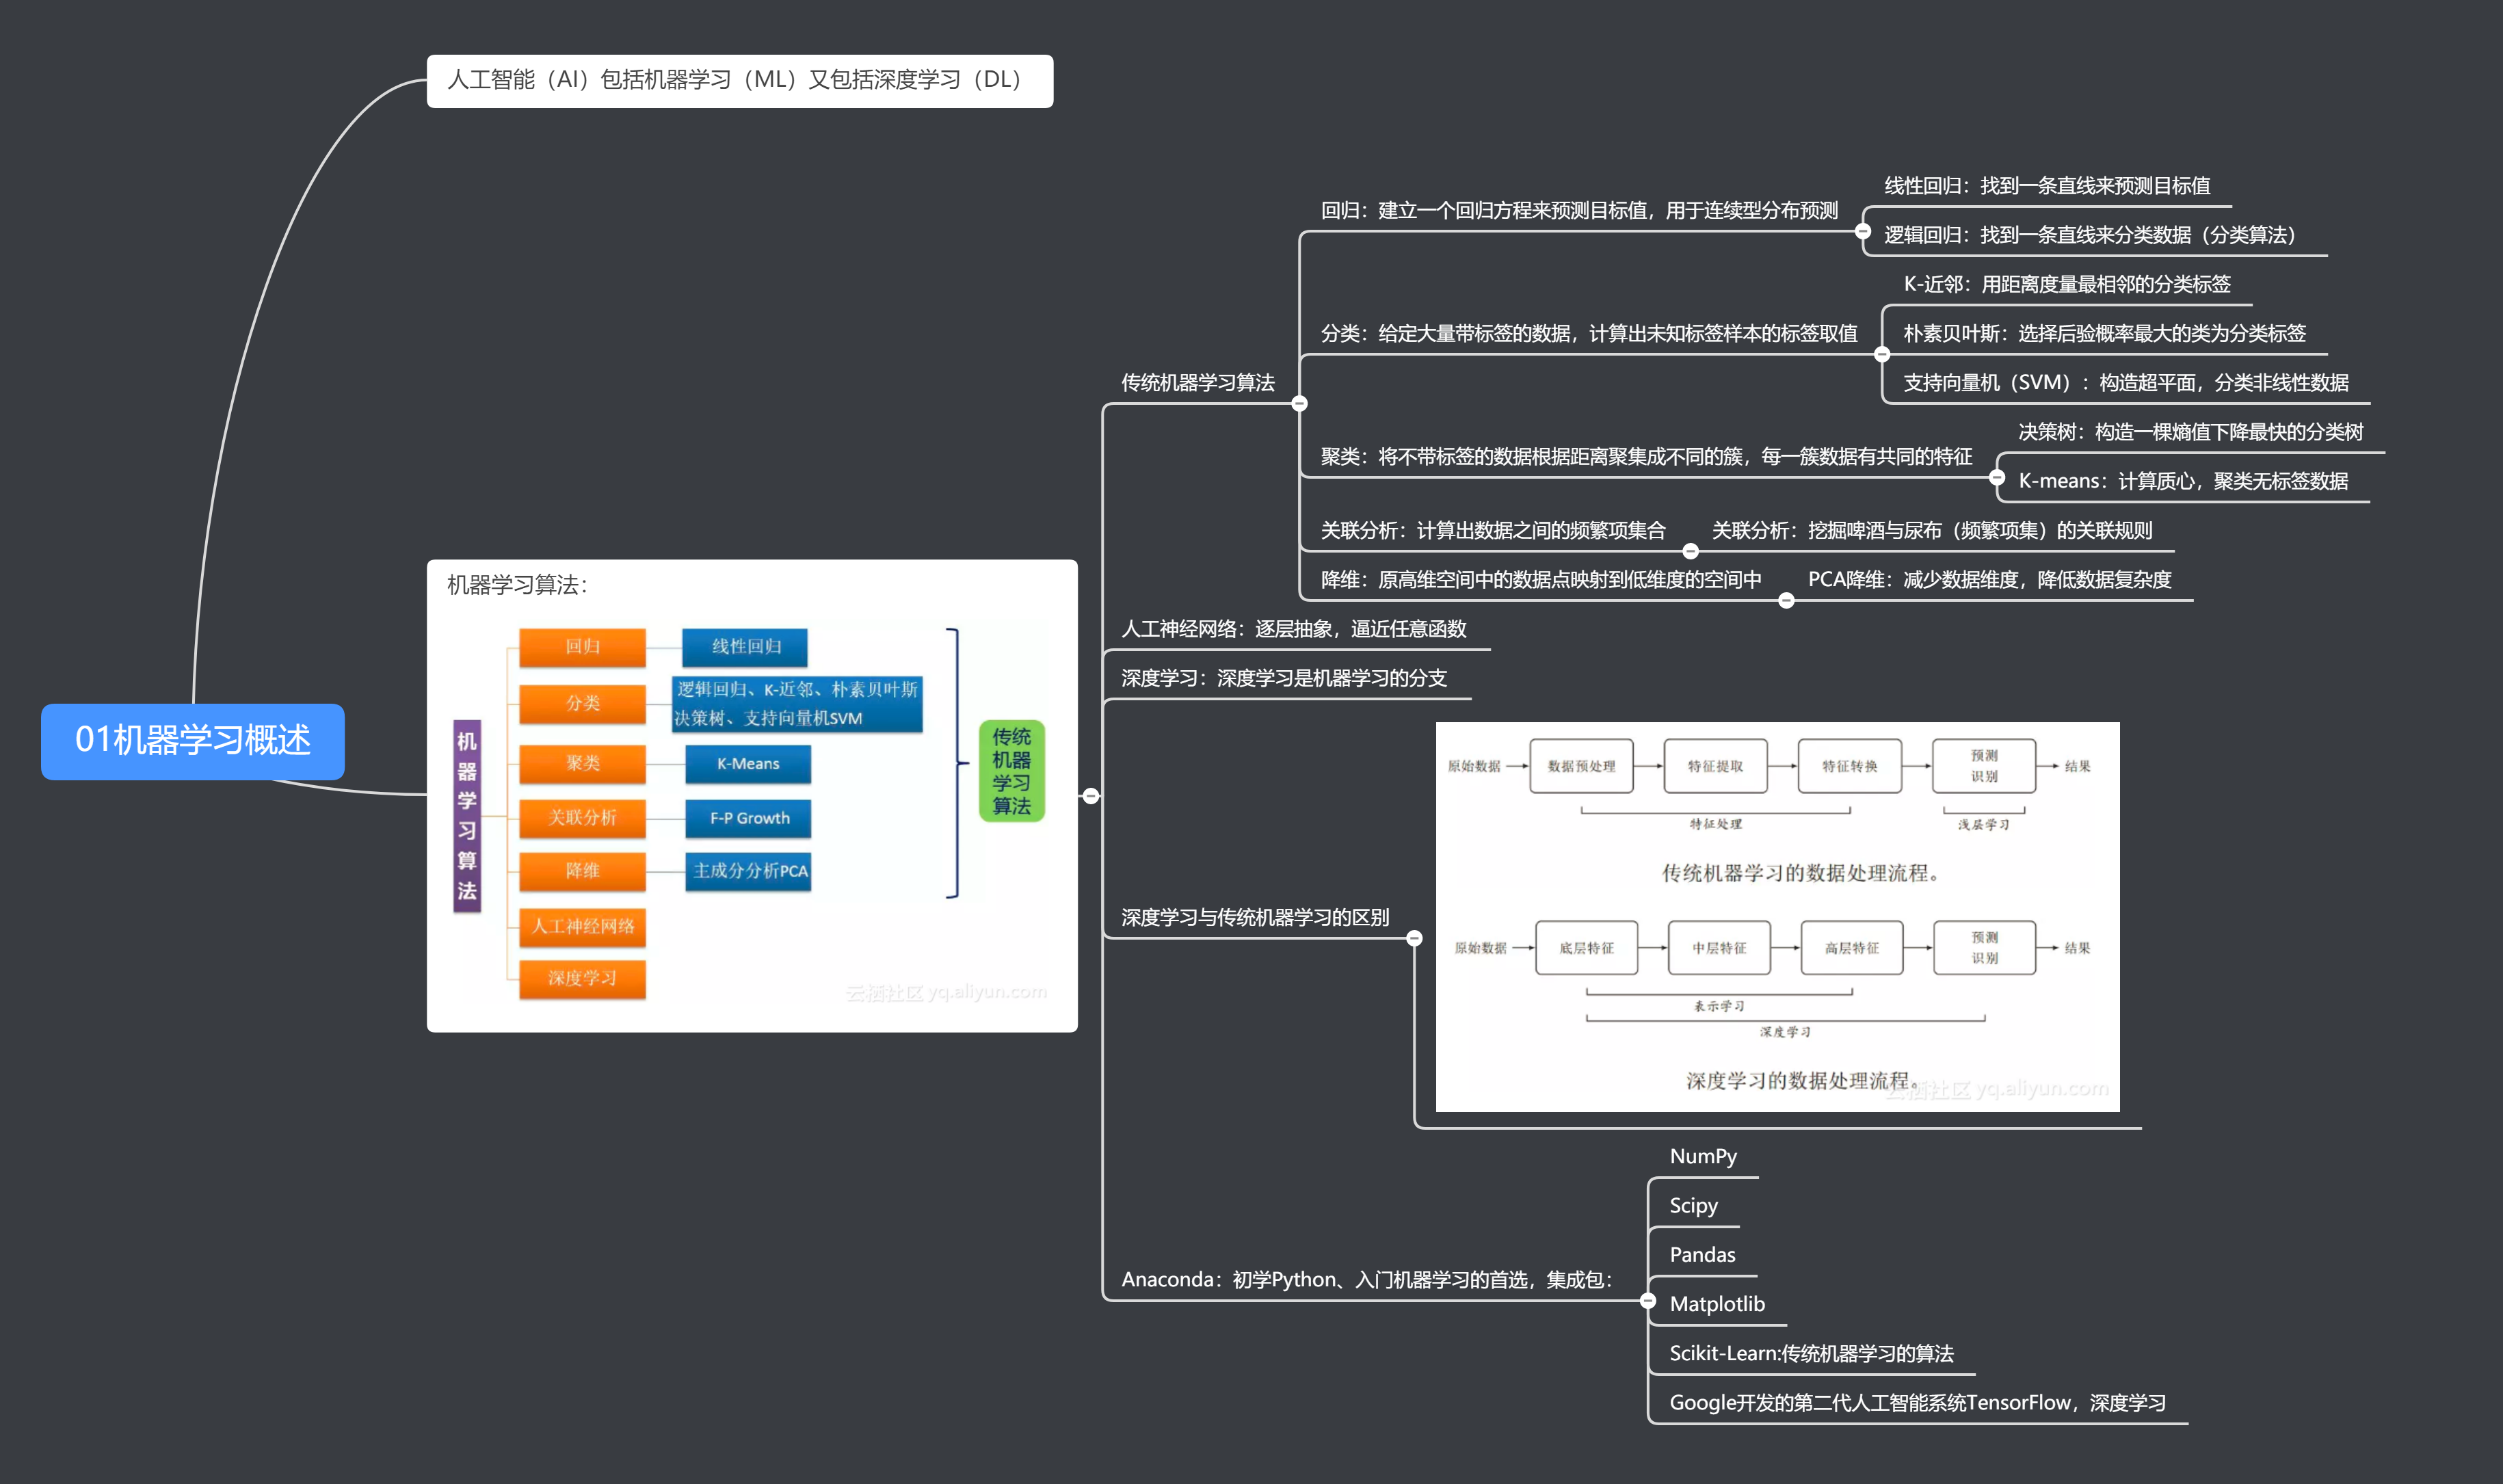 人工智能（AI）包括机器学习（ML）又包括深度学习（DL）
01机器学习概述
机器学习算法：
机器学习算法
回归
线性回归
分类
逻辑回归、K-近邻、朴素贝叶斯
决策树、支持向量机SVM
聚类
K-Means
关联分析
F-P Growth
降维
主成分分析PCA
人工神经网络
深度学习
传统
机器
学习
算法
云栖社区 yq.aliyun.com
传统机器学习算法
回归：建立一个回归方程来预测目标值，用于连续型分布预测
线性回归：找到一条直线来预测目标值
逻辑回归：找到一条直线来分类数据（分类算法）
分类：给定大量带标签的数据，计算出未知标签样本的标签取值
K-近邻：用距离度量最相邻的分类标签
朴素贝叶斯：选择后验概率最大的类为分类标签
支持向量机（SVM）：构造超平面，分类非线性数据
聚类：将不带标签的数据根据距离聚集成不同的簇，每一簇数据有共同的特征
决策树：构造一棵熵值下降最快的分类树
K-means：计算质心，聚类无标签数据
关联分析：计算出数据之间的频繁项集合
关联分析：挖掘啤酒与尿布（频繁项集）的关联规则
降维：原高维空间中的数据点映射到低维度的空间中
PCA降维：减少数据维度，降低数据复杂度
人工神经网络：逐层抽象，逼近任意函数
深度学习：深度学习是机器学习的分支
深度学习与传统机器学习的区别
原始数据
数据预处理
特征提取
特征转换
预测
识别
结果
特征处理
浅层学习
传统机器学习的数据处理流程。
原始数据
底层特征
中层特征
高层特征
预测
识别
结果
表示学习
深度学习
深度学习的数据处理流程。
云栖社区 yq.aliyun.com
Anaconda：初学Python、入门机器学习的首选，集成包：
NumPy
Scipy
Pandas
Matplotlib
Scikit-Learn:传统机器学习的算法
Google开发的第二代人工智能系统TensorFlow，深度学习